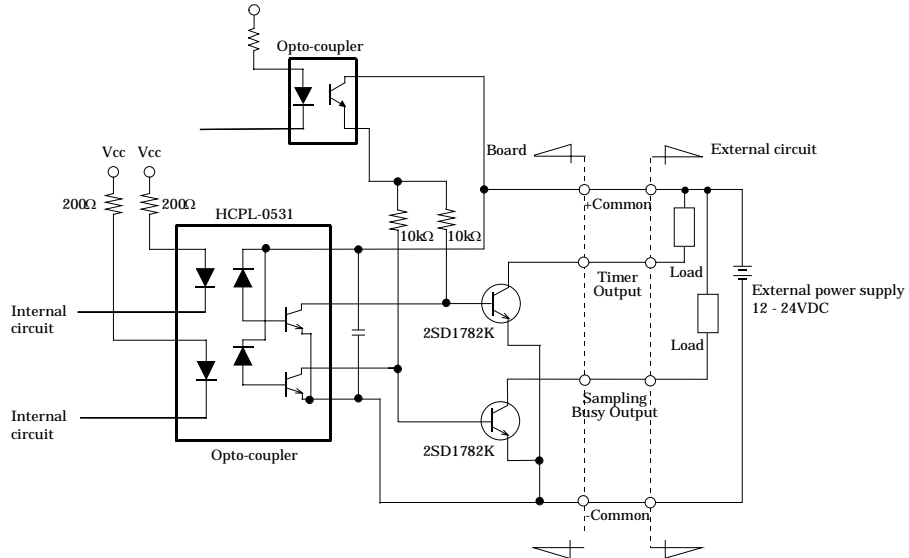 Opto-coupler
Board
External circuit
Vcc
Vcc
200Ω
200Ω
HCPL-0531
10kΩ
10kΩ
+Common
Load
Timer
Output
External power supply
12 - 24VDC
Internal
circuit
2SD1782K
Load
Sampling
Busy Output
Internal
circuit
2SD1782K
Opto-coupler
-Common